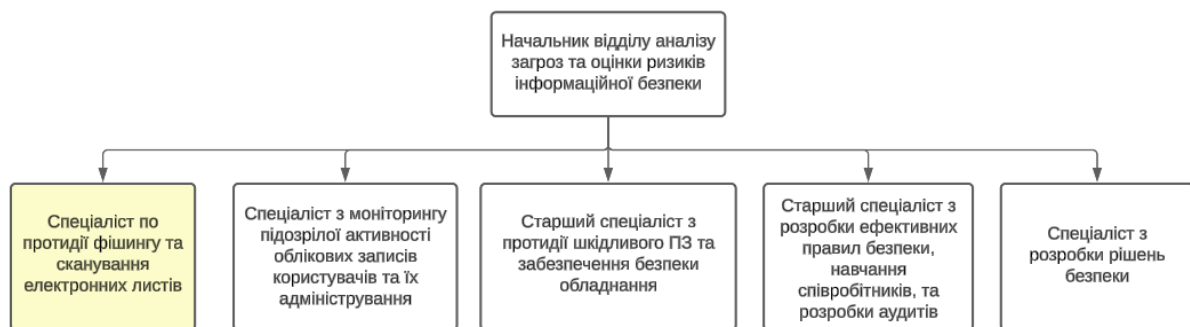 Начальник відділу аналізу
загроз та оцінки ризиків
інформаційної безпеки
Спеціаліст по
протидії фішингу та
сканування
електронних листів
Спеціаліст з моніторингу
підозрілої активності
облікових записів
користувачів та їх
адміністрування
Старший спеціаліст з
протидії шкідливого ПЗ та
забезпечення безпеки
обладнання
Старший спеціаліст з
розробки ефективних
правил безпеки,
навчання
співробітників, та
розробки аудитів
Спеціаліст з
розробки рішень
безпеки